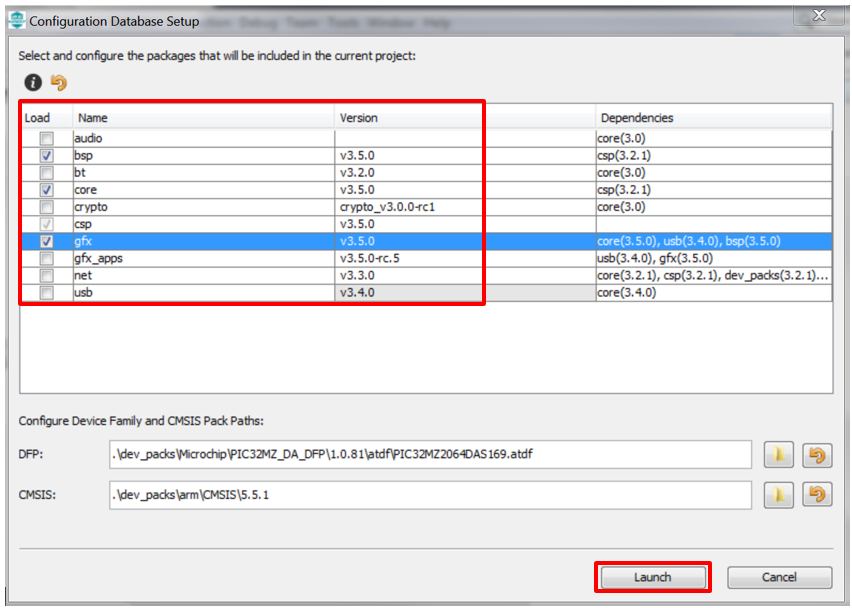 Configuration Database Setup
Select and configure the packages that will be included in the current project:
Load Name Version Dependencies
audio core(3.0)
bsp v3.5.0 csp(3.2.1)
bt v3.2.0 core(3.0)
core v3.5.0 csp(3.2.1)
crypto crypto_v3.0.0-rc1 core(3.0)
csp v3.5.0
gfx v3.5.0 core(3.5.0), usb(3.4.0), bsp(3.5.0)
gfx_apps v3.5.0-rc.5 usb(3.4.0), gfx(3.5.0)
net v3.3.0 core(3.2.1), csp(3.2.1), dev_packs(3.2.1)...
usb v3.4.0 core(3.4.0)
Configure Device Family and CMSIS Pack Paths:
DFP: .\dev_packs\Microchip\PIC32MZ_DA_DFP\1.0.81\atdf\PIC32MZ2064DAS169.atdf
CMSIS: .\dev_packs\arm\CMSIS\5.5.1
Launch Cancel